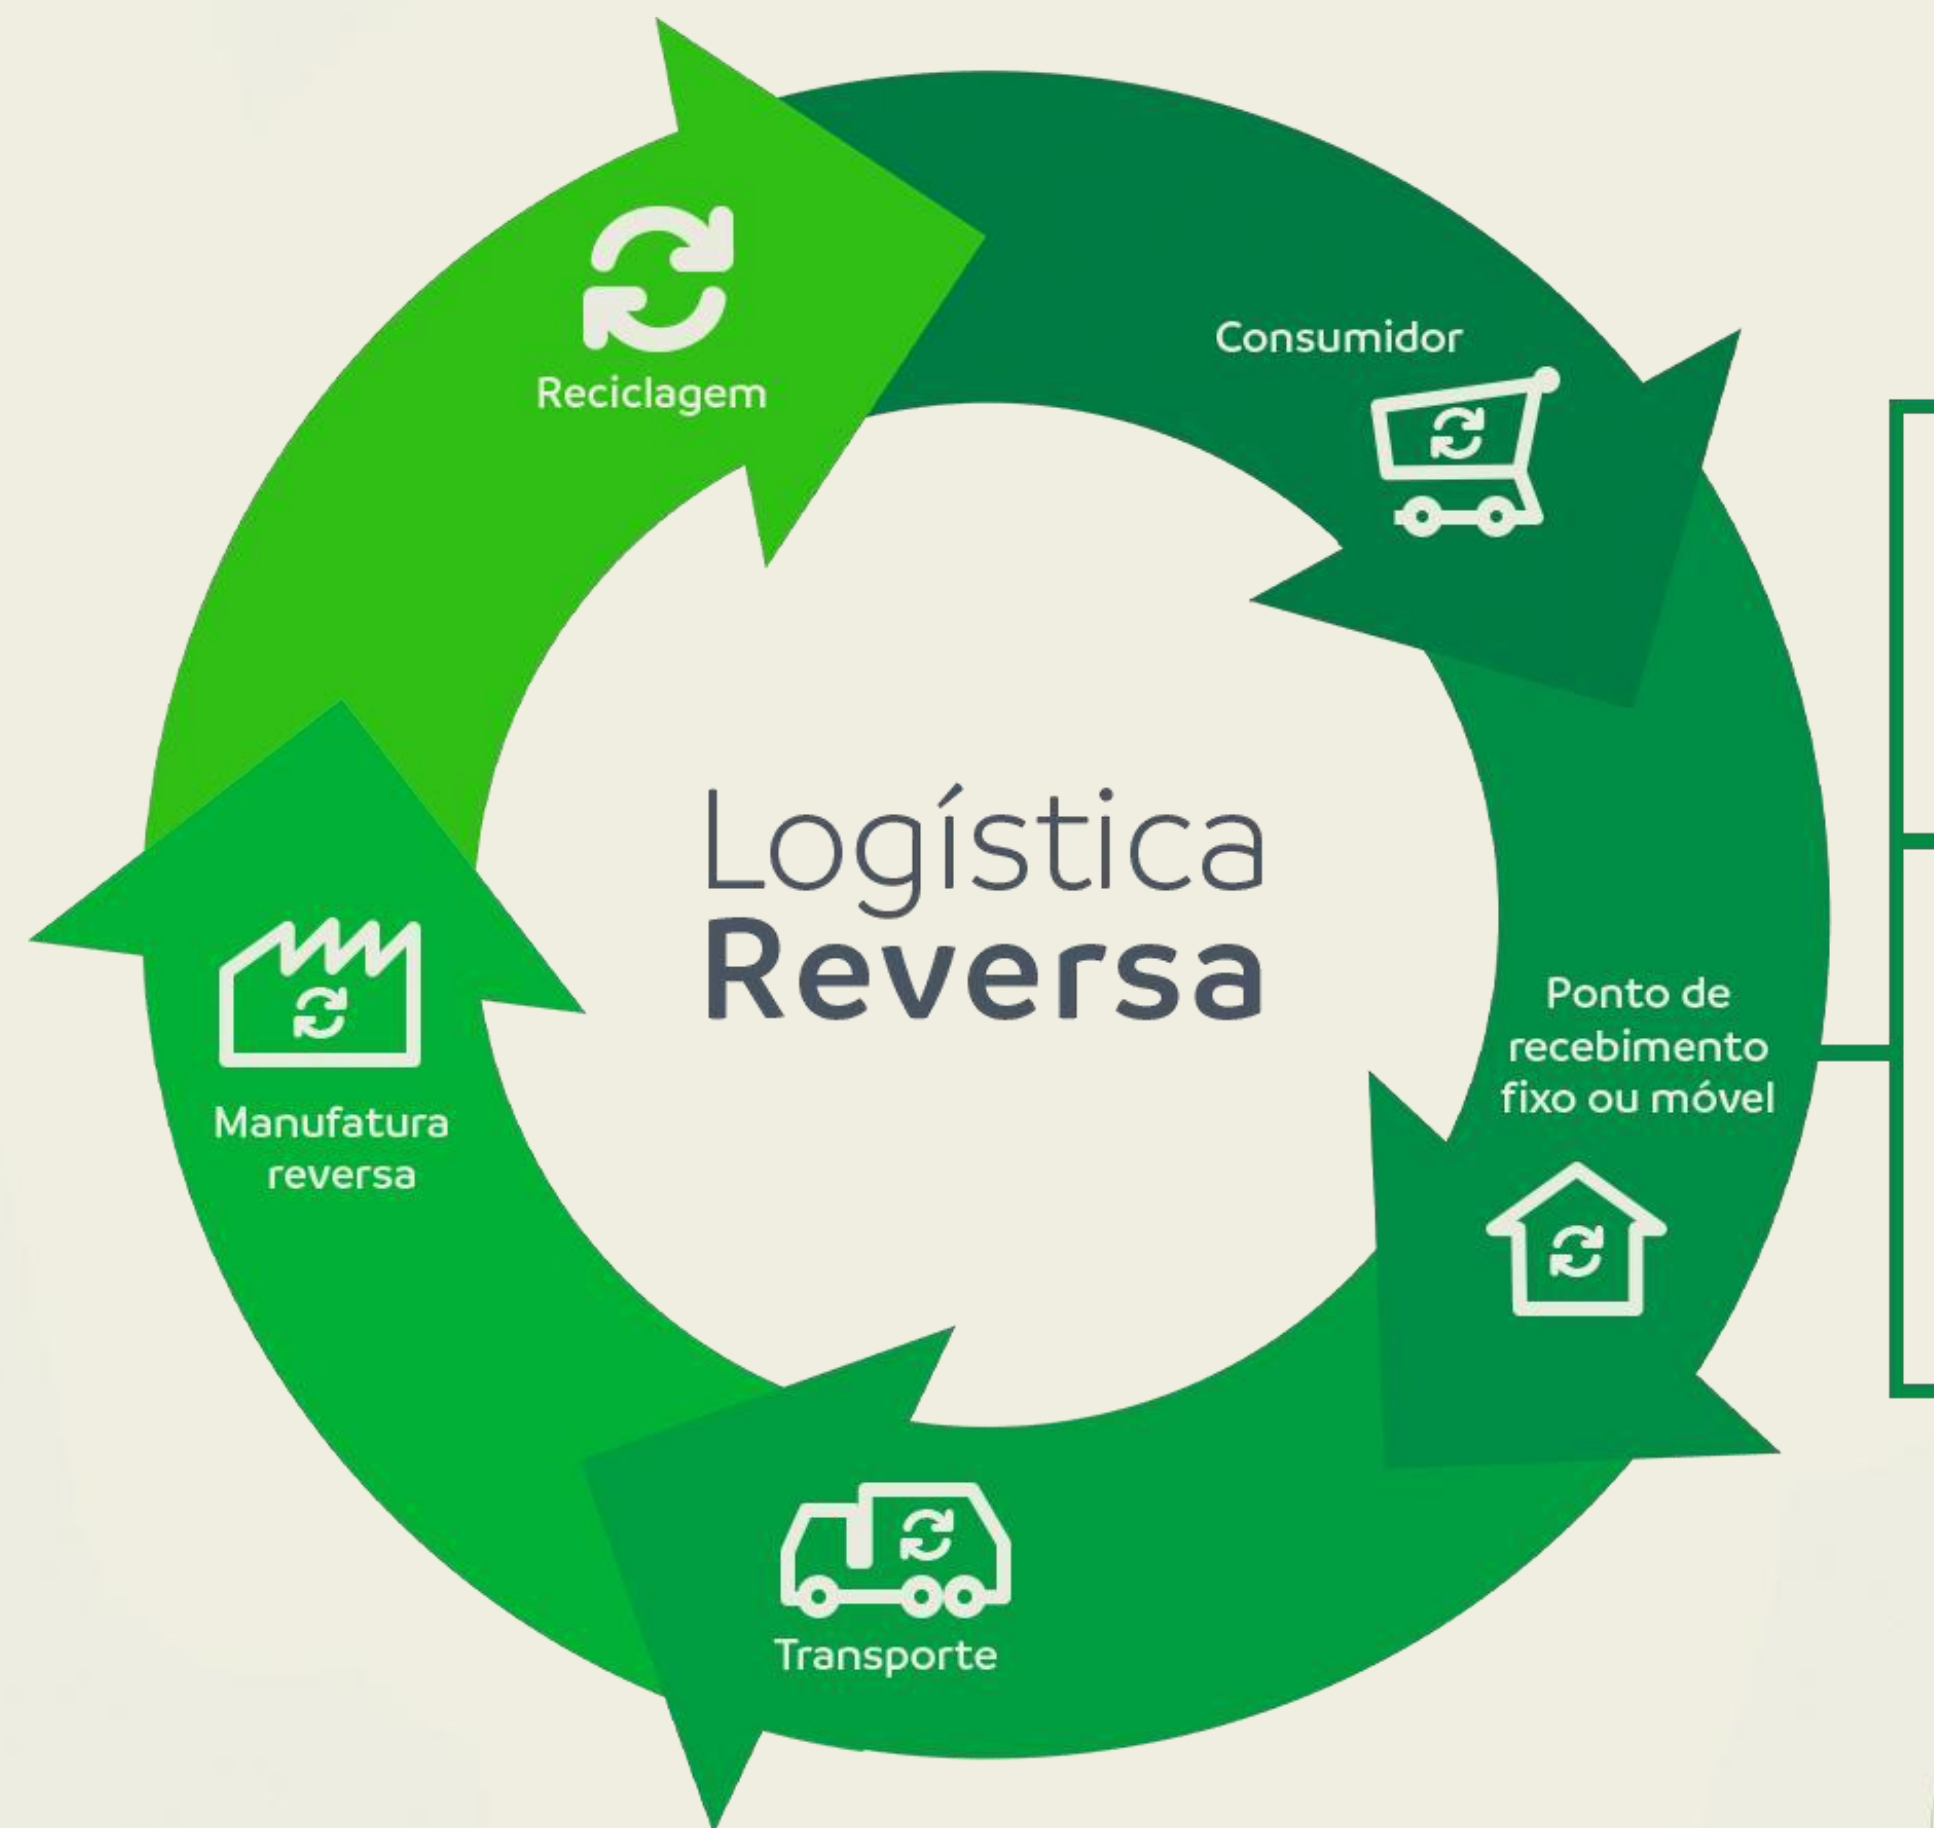 Reciclagem
Consumidor
Logística
Reversa
Ponto de
recebimento
fixo ou móvel
Manufatura
reversa
Transporte